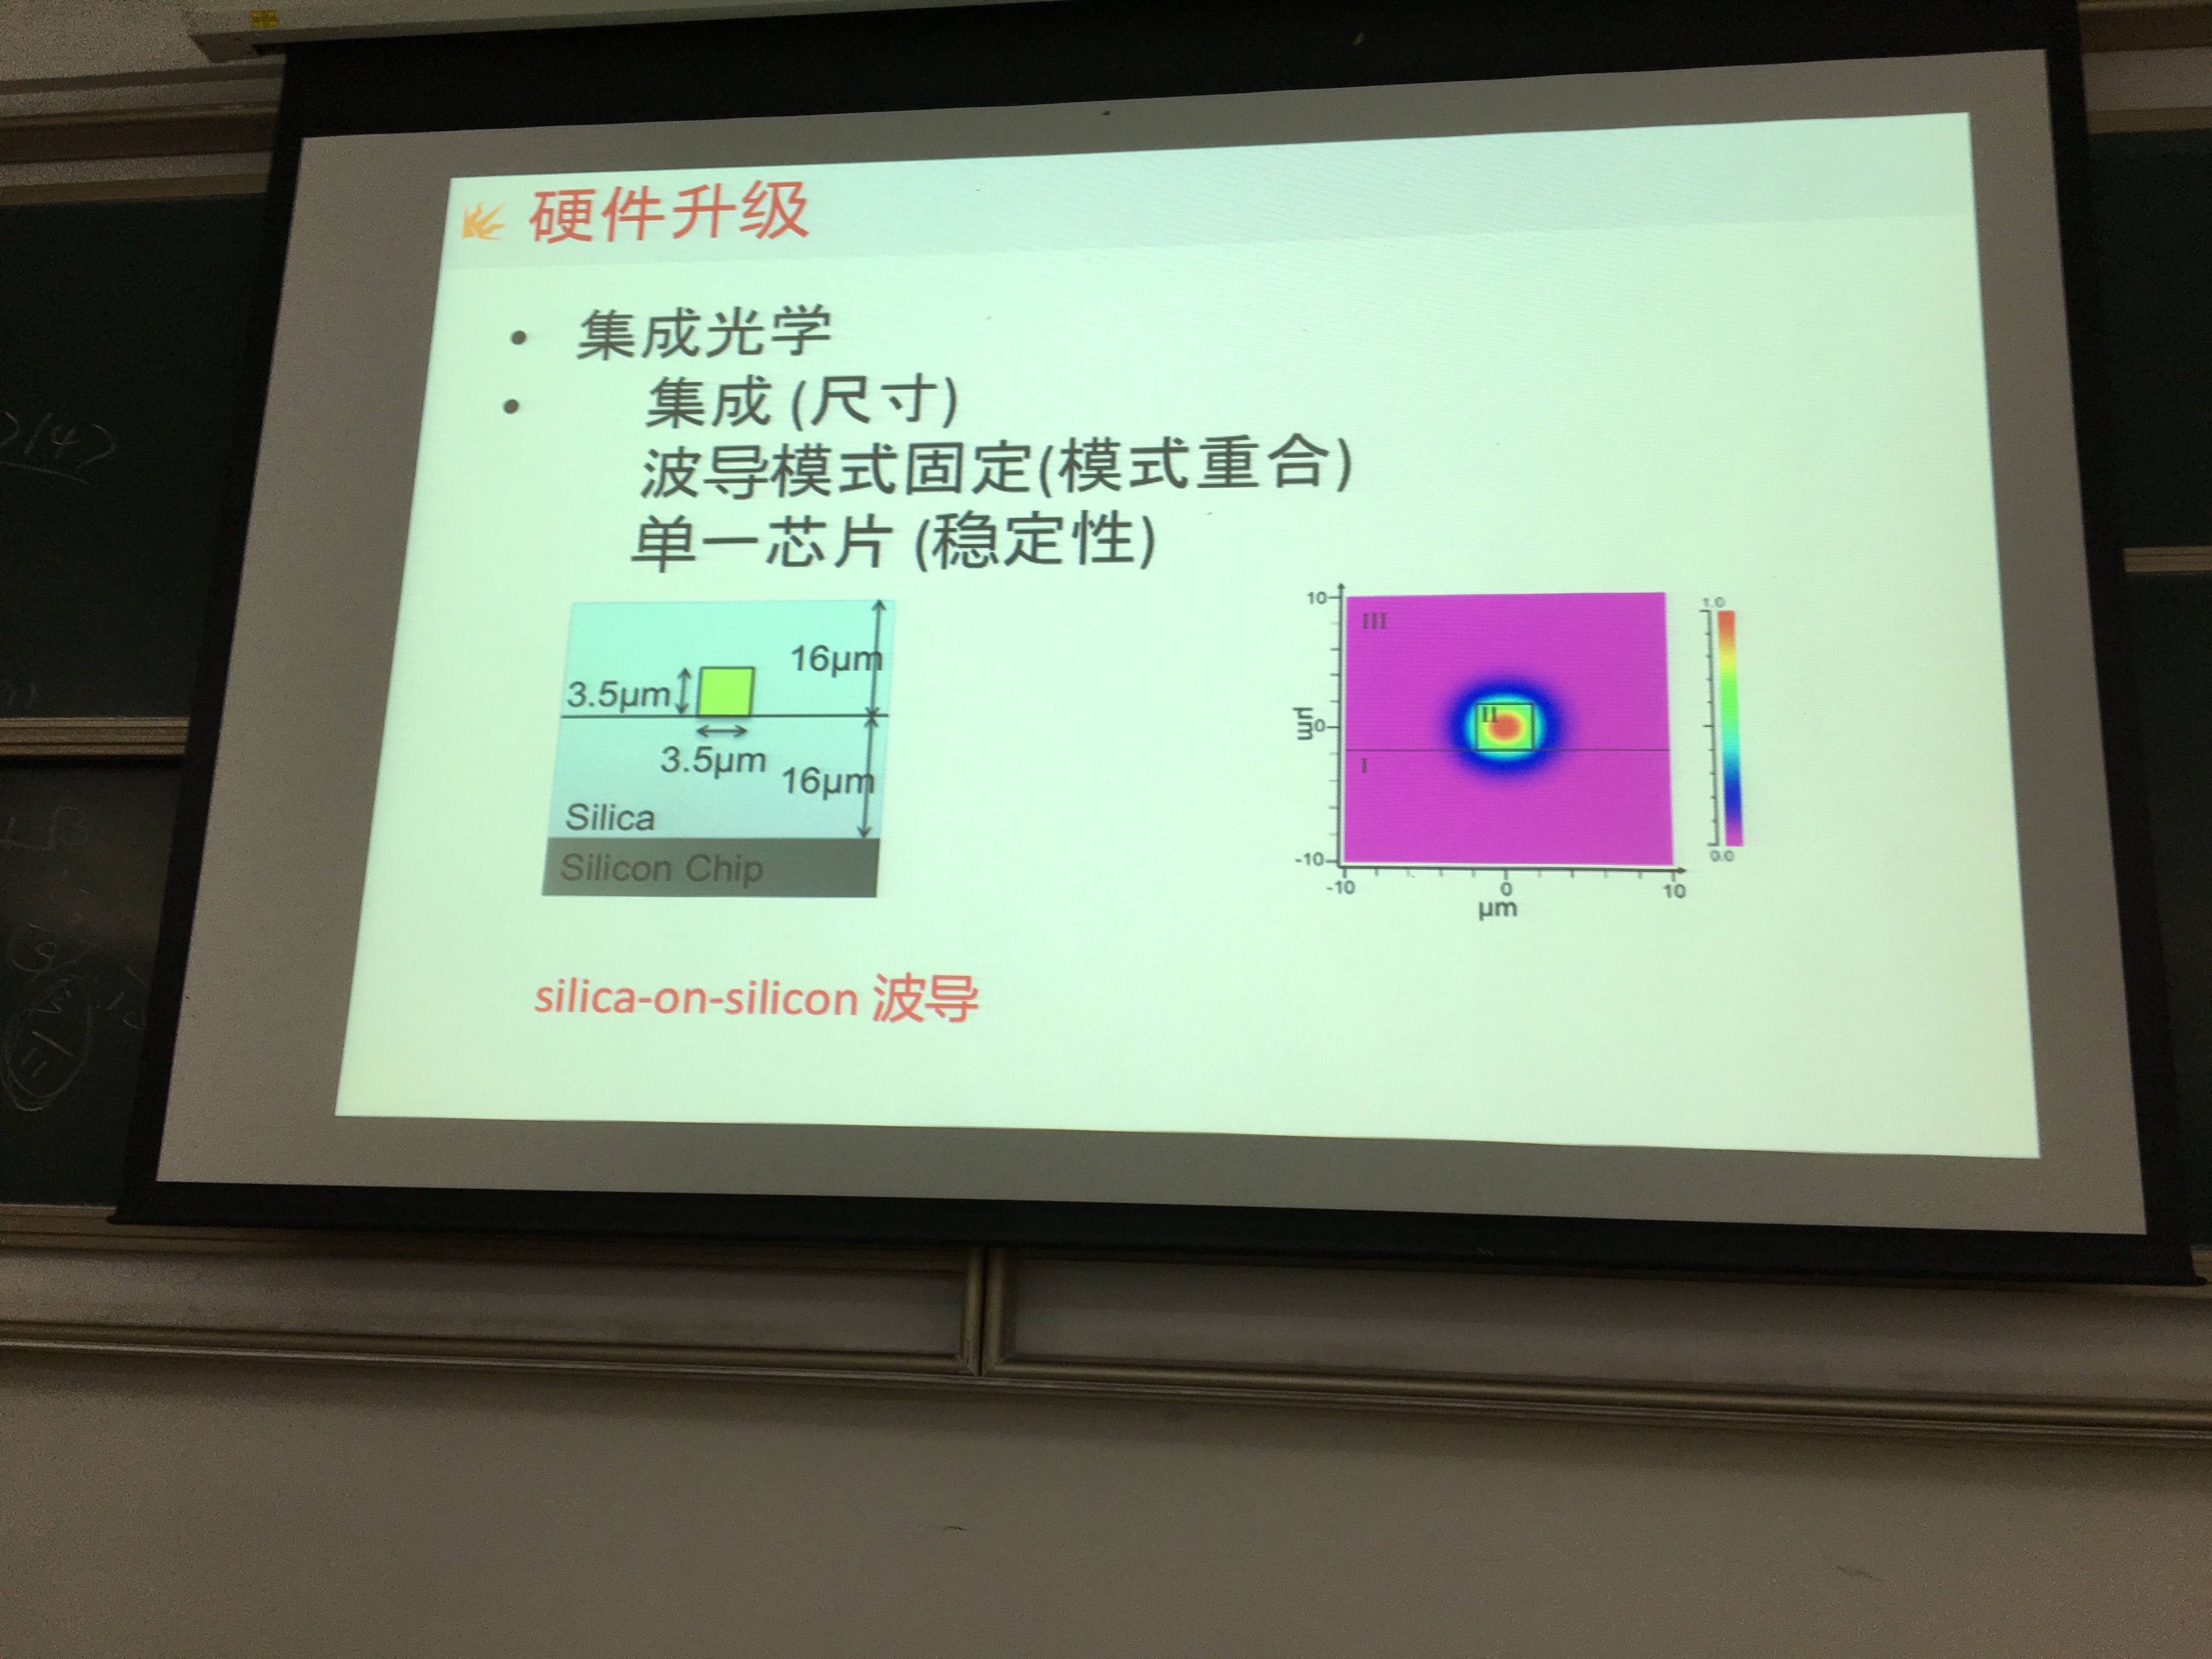 硬件升级
• 集成光学
• 集成 (尺寸)
波导模式固定(模式重合)
单一芯片 (稳定性)
16μm
3.5μm
3.5μm
16μm
Silica
Silicon Chip
10
III
1.0
II
μm
0
I
-10
0.0
-10
0
10
μm
silica-on-silicon 波导